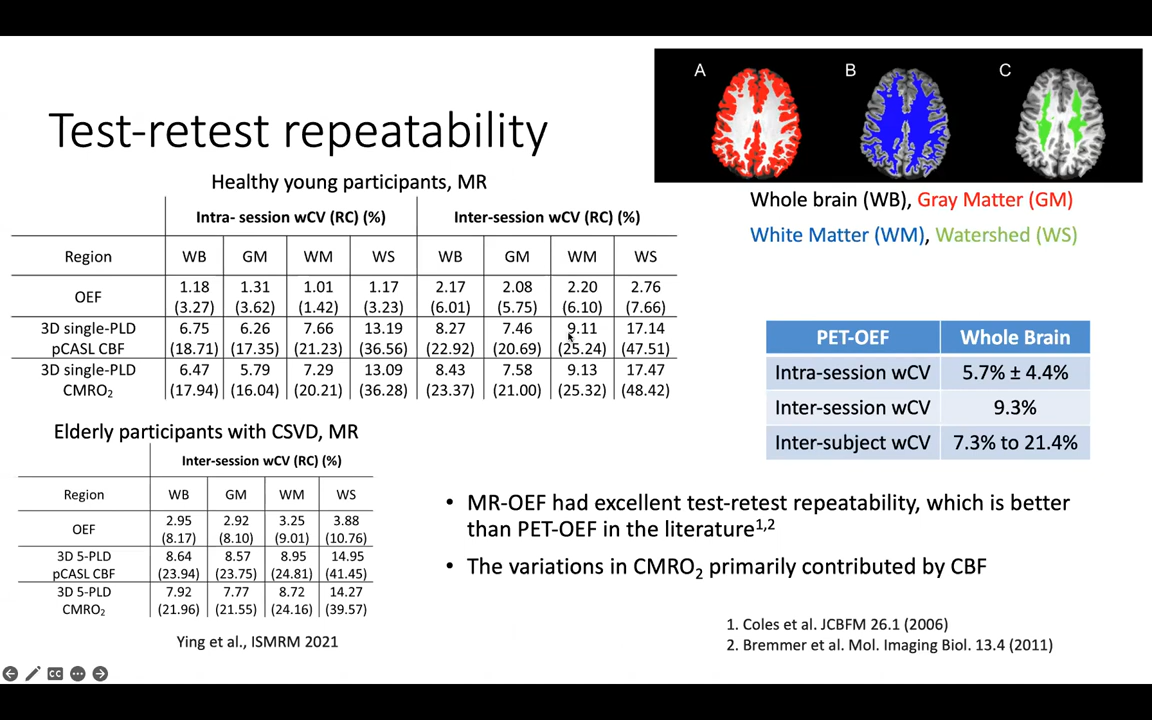 A B C
Test-retest repeatability
Whole brain (WB), Gray Matter (GM)
White Matter (WM), Watershed (WS)
Healthy young participants, MR
Intra- session wCV (RC) (%) Inter-session wCV (RC) (%)
Region WB GM WM WS WB GM WM WS
OEF 1.18 1.31 1.01 1.17 2.17 2.08 2.20 2.76
(3.27) (3.62) (1.42) (3.23) (6.01) (5.75) (6.10) (7.66)
3D single-PLD 6.75 6.26 7.66 13.19 8.27 7.46 9.11 17.14
pCASL CBF (18.71) (17.35) (21.23) (36.56) (22.92) (20.69) (25.24) (47.51)
3D single-PLD 6.47 5.79 7.29 13.09 8.43 7.58 9.13 17.47
CMRO₂ (17.94) (16.04) (20.21) (36.28) (23.37) (21.00) (25.32) (48.42)
Elderly participants with CSVD, MR
Inter-session wCV (RC) (%)
Region WB GM WM WS
OEF 2.95 2.92 3.25 3.88
(8.17) (8.10) (9.01) (10.76)
3D 5-PLD 8.64 8.57 8.95 14.95
pCASL CBF (23.94) (23.75) (24.81) (41.45)
3D 5-PLD 7.92 7.77 8.72 14.27
CMRO₂ (21.96) (21.55) (24.16) (39.57)
Ying et al., ISMRM 2021
PET-OEF Whole Brain
Intra-session wCV 5.7% ± 4.4%
Inter-session wCV 9.3%
Inter-subject wCV 7.3% to 21.4%
• MR-OEF had excellent test-retest repeatability, which is better
than PET-OEF in the literature¹,²
• The variations in CMRO₂ primarily contributed by CBF
1. Coles et al. JCBFM 26.1 (2006)
2. Bremmer et al. Mol. Imaging Biol. 13.4 (2011)
CC